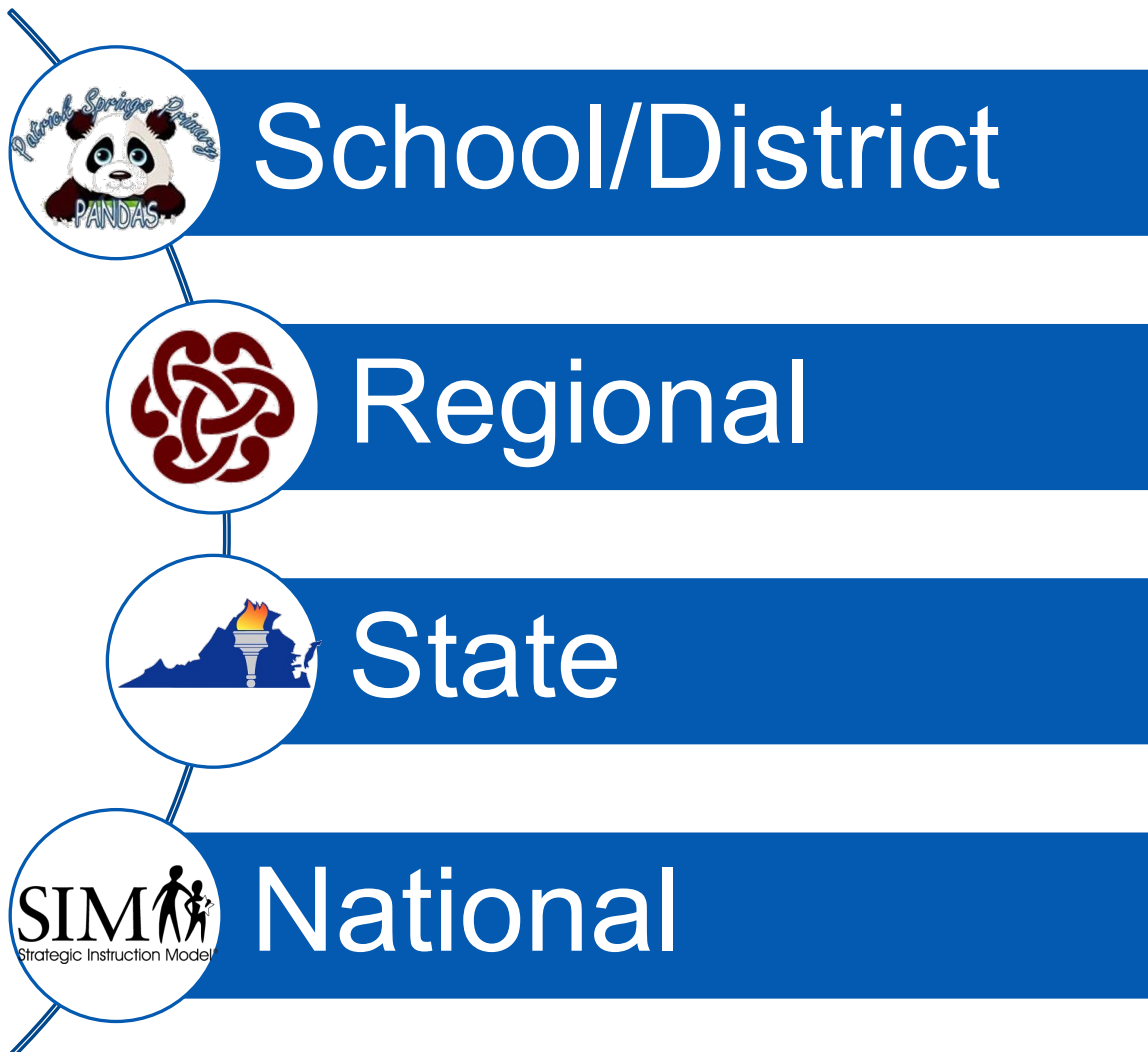 Patrick Springs Primary
PANDAS
School/District
Regional
State
SIM
Strategic Instruction Model®
National